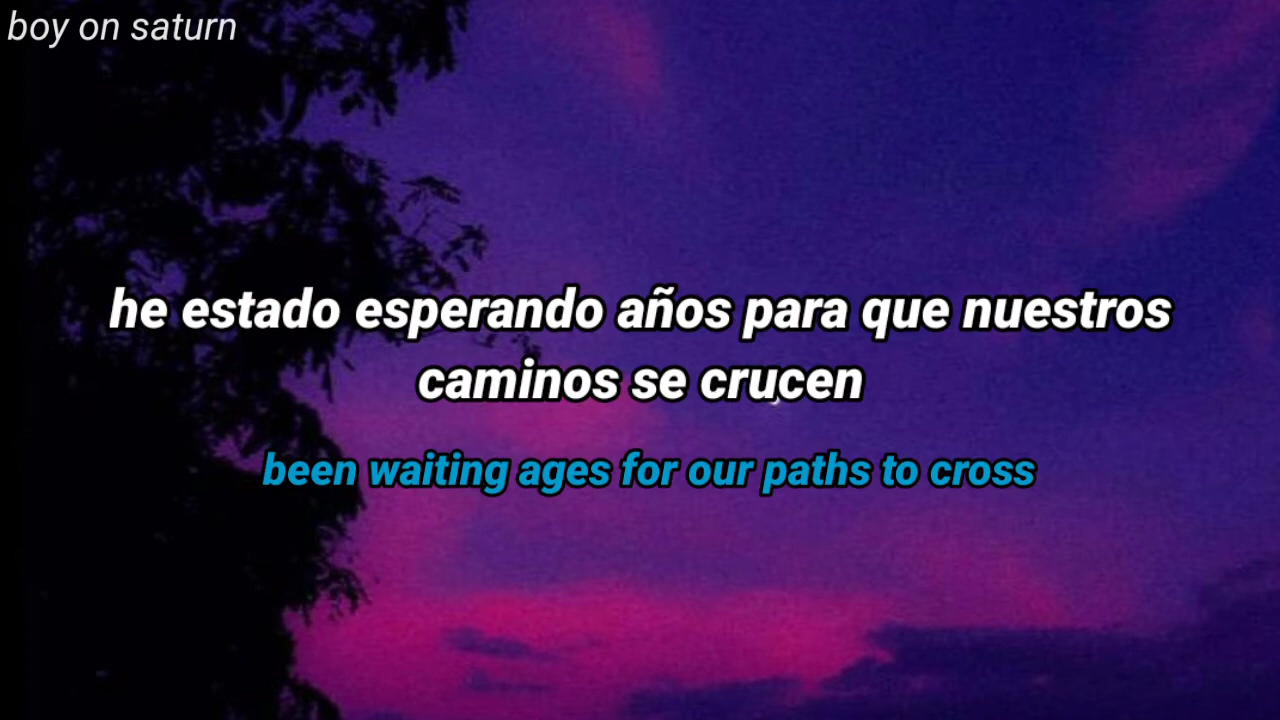 boy on saturn
he estado esperando años para que nuestros
caminos se crucen
been waiting ages for our paths to cross